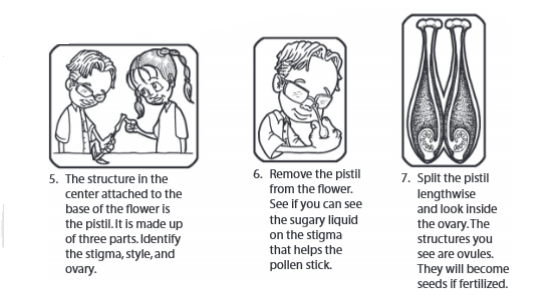 5. The structure in the
center attached to the
base of the flower is
the pistil. It is made up
of three parts. Identify
the stigma, style, and
ovary.
6. Remove the pistil
from the flower.
See if you can see
the sugary liquid
on the stigma
that helps the
pollen stick.
7. Split the pistil
lengthwise
and look inside
the ovary. The
structures you
see are ovules.
They will become
seeds if fertilized.